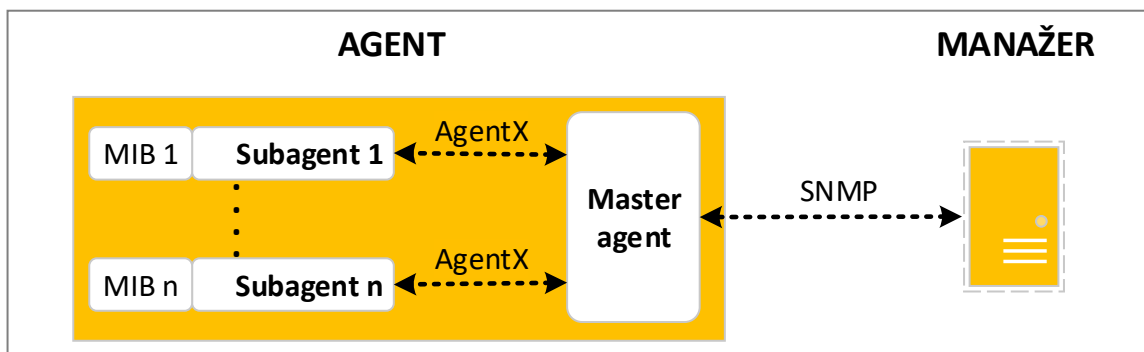 AGENT
MANAŽER
MIB 1
Subagent 1
AgentX
Master
agent
SNMP
MIB n
Subagent n
AgentX